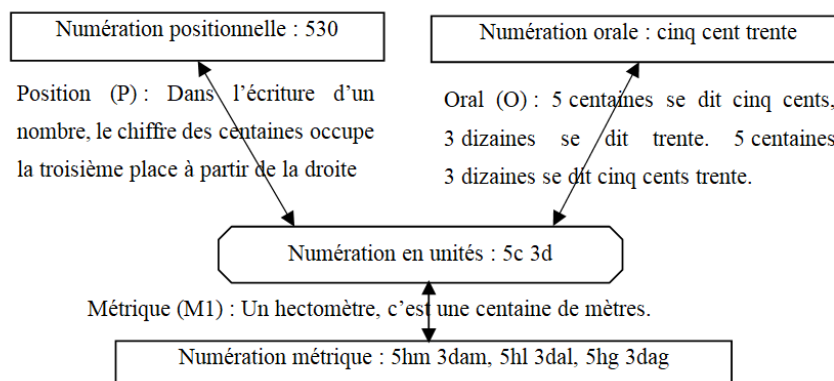 Numération positionnelle : 530
Numération orale : cinq cent trente
Position (P) : Dans l’écriture d’un
nombre, le chiffre des centaines occupe
la troisième place à partir de la droite
Oral (O) : 5 centaines se dit cinq cents,
3 dizaines se dit trente. 5 centaines
3 dizaines se dit cinq cents trente.
Numération en unités : 5c 3d
Métrique (M1) : Un hectomètre, c’est une centaine de mètres.
Numération métrique : 5hm 3dam, 5hl 3dal, 5hg 3dag